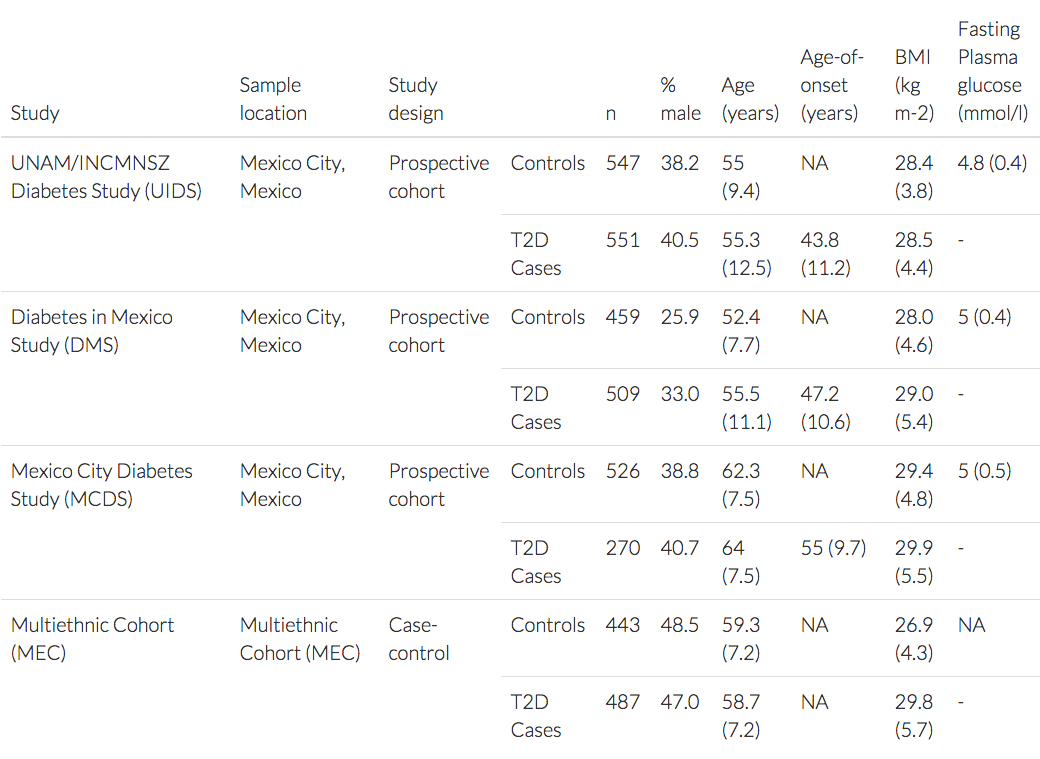 Study Sample location Study design n % male Age (years) Age-of-onset (years) BMI (kg m-2) Fasting Plasma glucose (mmol/l)
UNAM/INCMNSZ Diabetes Study (UIDS) Mexico City, Mexico Prospective cohort Controls 547 38.2 55 (9.4) NA 28.4 (3.8) 4.8 (0.4)
T2D Cases 551 40.5 55.3 (12.5) 43.8 (11.2) 28.5 (4.4) -
Diabetes in Mexico Study (DMS) Mexico City, Mexico Prospective cohort Controls 459 25.9 52.4 (7.7) NA 28.0 (4.6) 5 (0.4)
T2D Cases 509 33.0 55.5 (11.1) 47.2 (10.6) 29.0 (5.4) -
Mexico City Diabetes Study (MCDS) Mexico City, Mexico Prospective cohort Controls 526 38.8 62.3 (7.5) NA 29.4 (4.8) 5 (0.5)
T2D Cases 270 40.7 64 (7.5) 55 (9.7) 29.9 (5.5) -
Multiethnic Cohort (MEC) Multiethnic Cohort (MEC) Case-control Controls 443 48.5 59.3 (7.2) NA 26.9 (4.3) NA
T2D Cases 487 47.0 58.7 (7.2) NA 29.8 (5.7) -